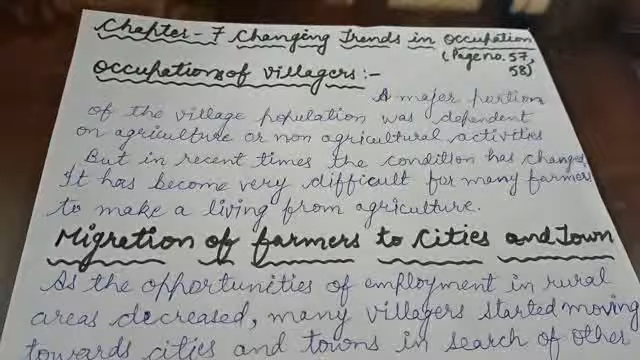 Chapter - 7 Changing Trends in Occupation
(Page no. 57,
58)
Occupations of villagers :-
A major portion
of the village population was dependent
on agriculture or non agricultural activities
But in recent times the condition has changed
It has become very difficult for many farmers
to make a living from agriculture.
Migration of farmers to Cities and Town
As the opportunities of employment in rural
areas decreased, many villagers started moving
towards cities and towns in search of other